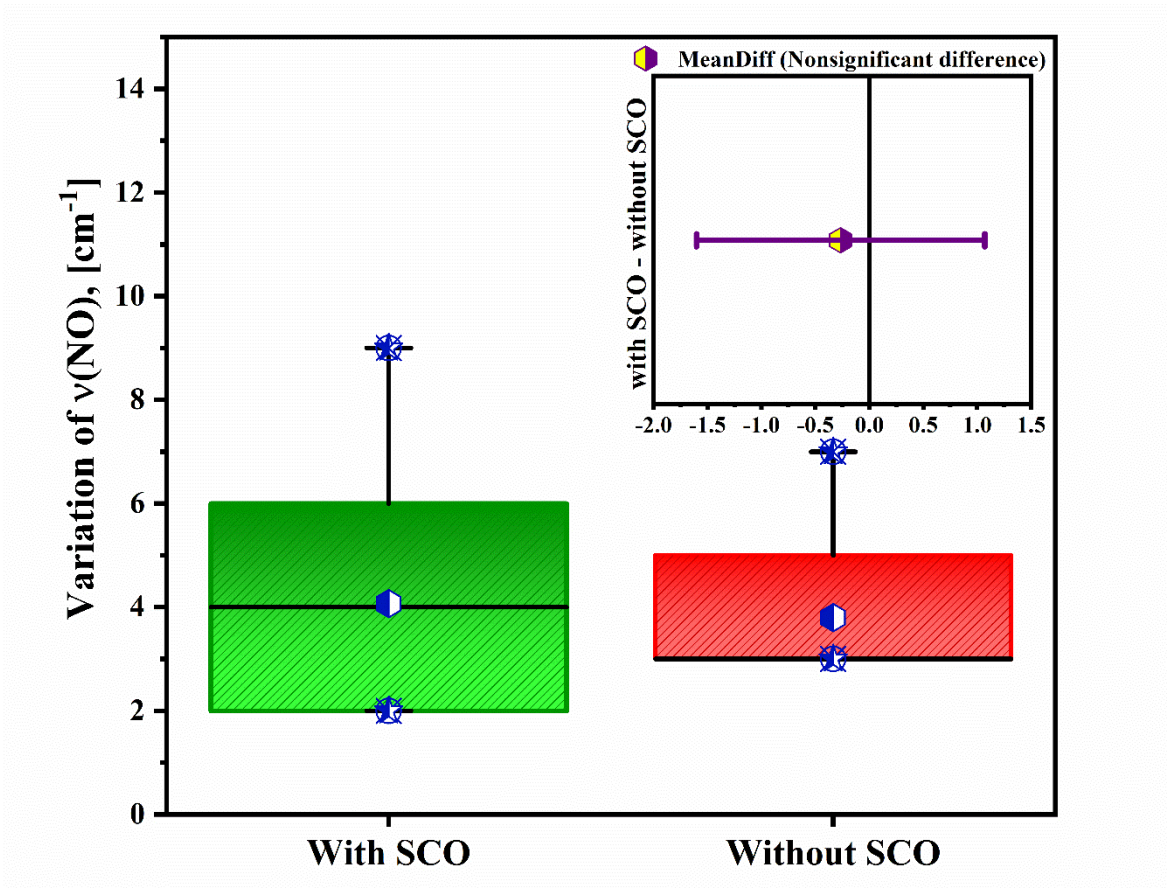 MeanDiff (Nonsignificant difference)
with SCO - without SCO
-2.0 -1.5 -1.0 -0.5 0.0 0.5 1.0 1.5
Variation of ν(NO), [cm⁻¹]
14
12
10
8
6
4
2
0
With SCO Without SCO